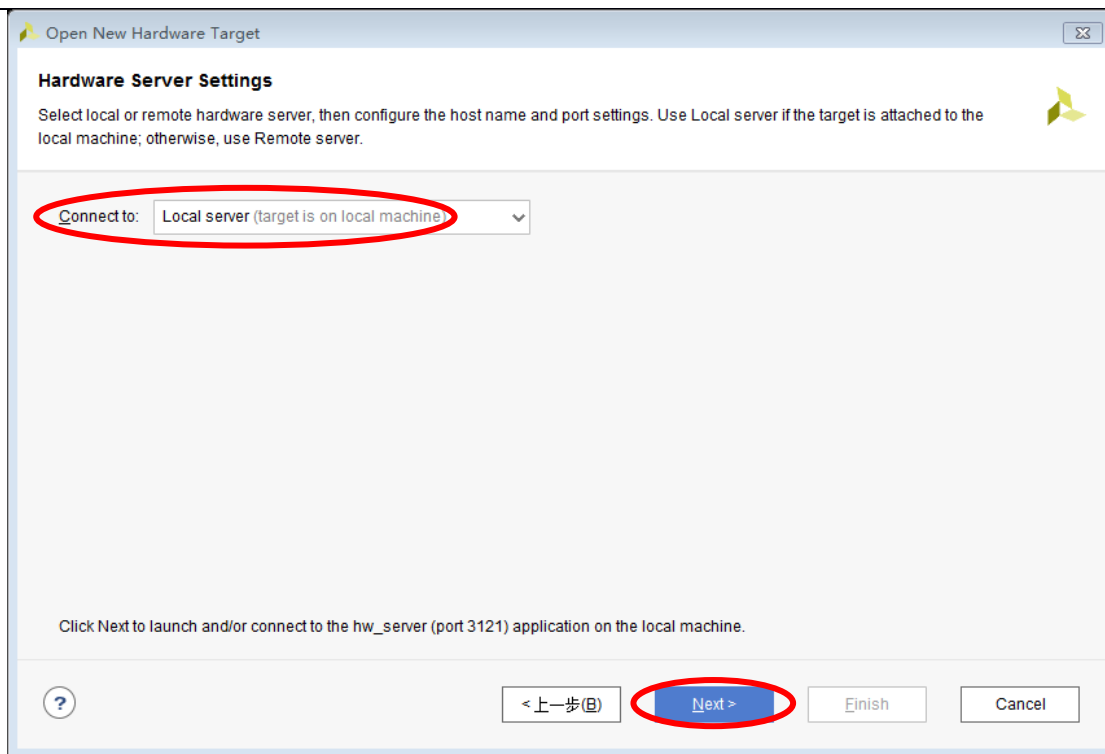 Open New Hardware Target
Hardware Server Settings
Select local or remote hardware server, then configure the host name and port settings. Use Local server if the target is attached to the
local machine; otherwise, use Remote server.
Connect to: Local server (target is on local machine)
Click Next to launch and/or connect to the hw_server (port 3121) application on the local machine.
? < 上一步(B) Next > Finish Cancel